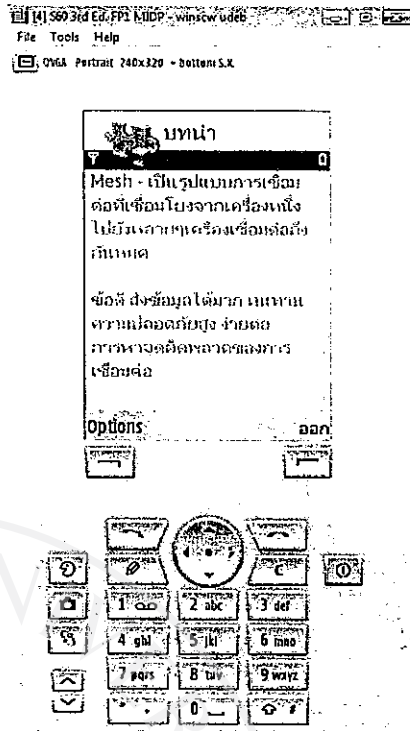 [4] S60 3rd Ed. FP1 MIDP - winscw udeb
File Tools Help
QVGA Portrait 240x320 - bottom S.K.
บทนำ
Mesh - เป็นรูปแบบการเชื่อม
ต่อที่เชื่อมโยงจากเครื่องหนึ่ง
ไปยังหลายๆเครื่องเชื่อมต่อถึง
กันหมด
ข้อดี ส่งข้อมูลได้มาก ทนทาน
ความปลอดภัยสูง ง่ายต่อ
การหาจุดผิดพลาดของการ
เชื่อมต่อ
Options ออก
C
1 2 abc 3 def
4 ghi 5 jkl 6 mno
7 pqrs 8 tuv 9 wxyz
* 0 #